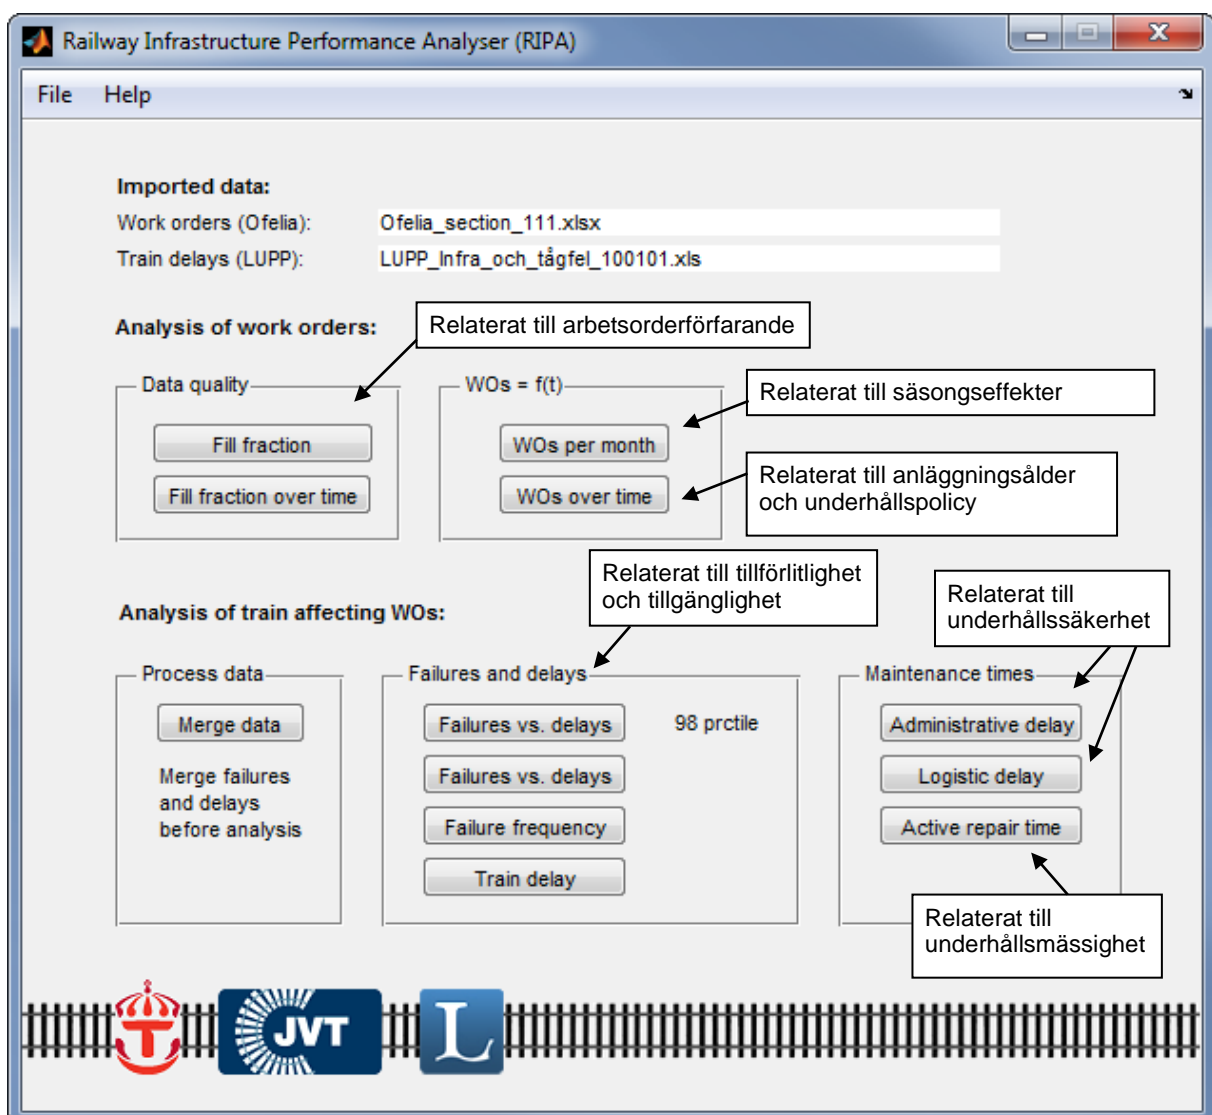 Railway Infrastructure Performance Analyser (RIPA)
File Help
Imported data:
Work orders (Ofelia): Ofelia_section_111.xlsx
Train delays (LUPP): LUPP_Infra_och_tågfel_100101.xls
Analysis of work orders:
Relaterat till arbetsorderförfarande
Data quality
Fill fraction
Fill fraction over time
WOs = f(t)
WOs per month
WOs over time
Relaterat till säsongseffekter
Relaterat till anläggningsålder
och underhållspolicy
Analysis of train affecting WOs:
Relaterat till tillförlitlighet
och tillgänglighet
Relaterat till
underhållssäkerhet
Process data
Merge data
Merge failures
and delays
before analysis
Failures and delays
Failures vs. delays 98 prctile
Failures vs. delays
Failure frequency
Train delay
Maintenance times
Administrative delay
Logistic delay
Active repair time
Relaterat till
underhållsmässighet
T JVT L